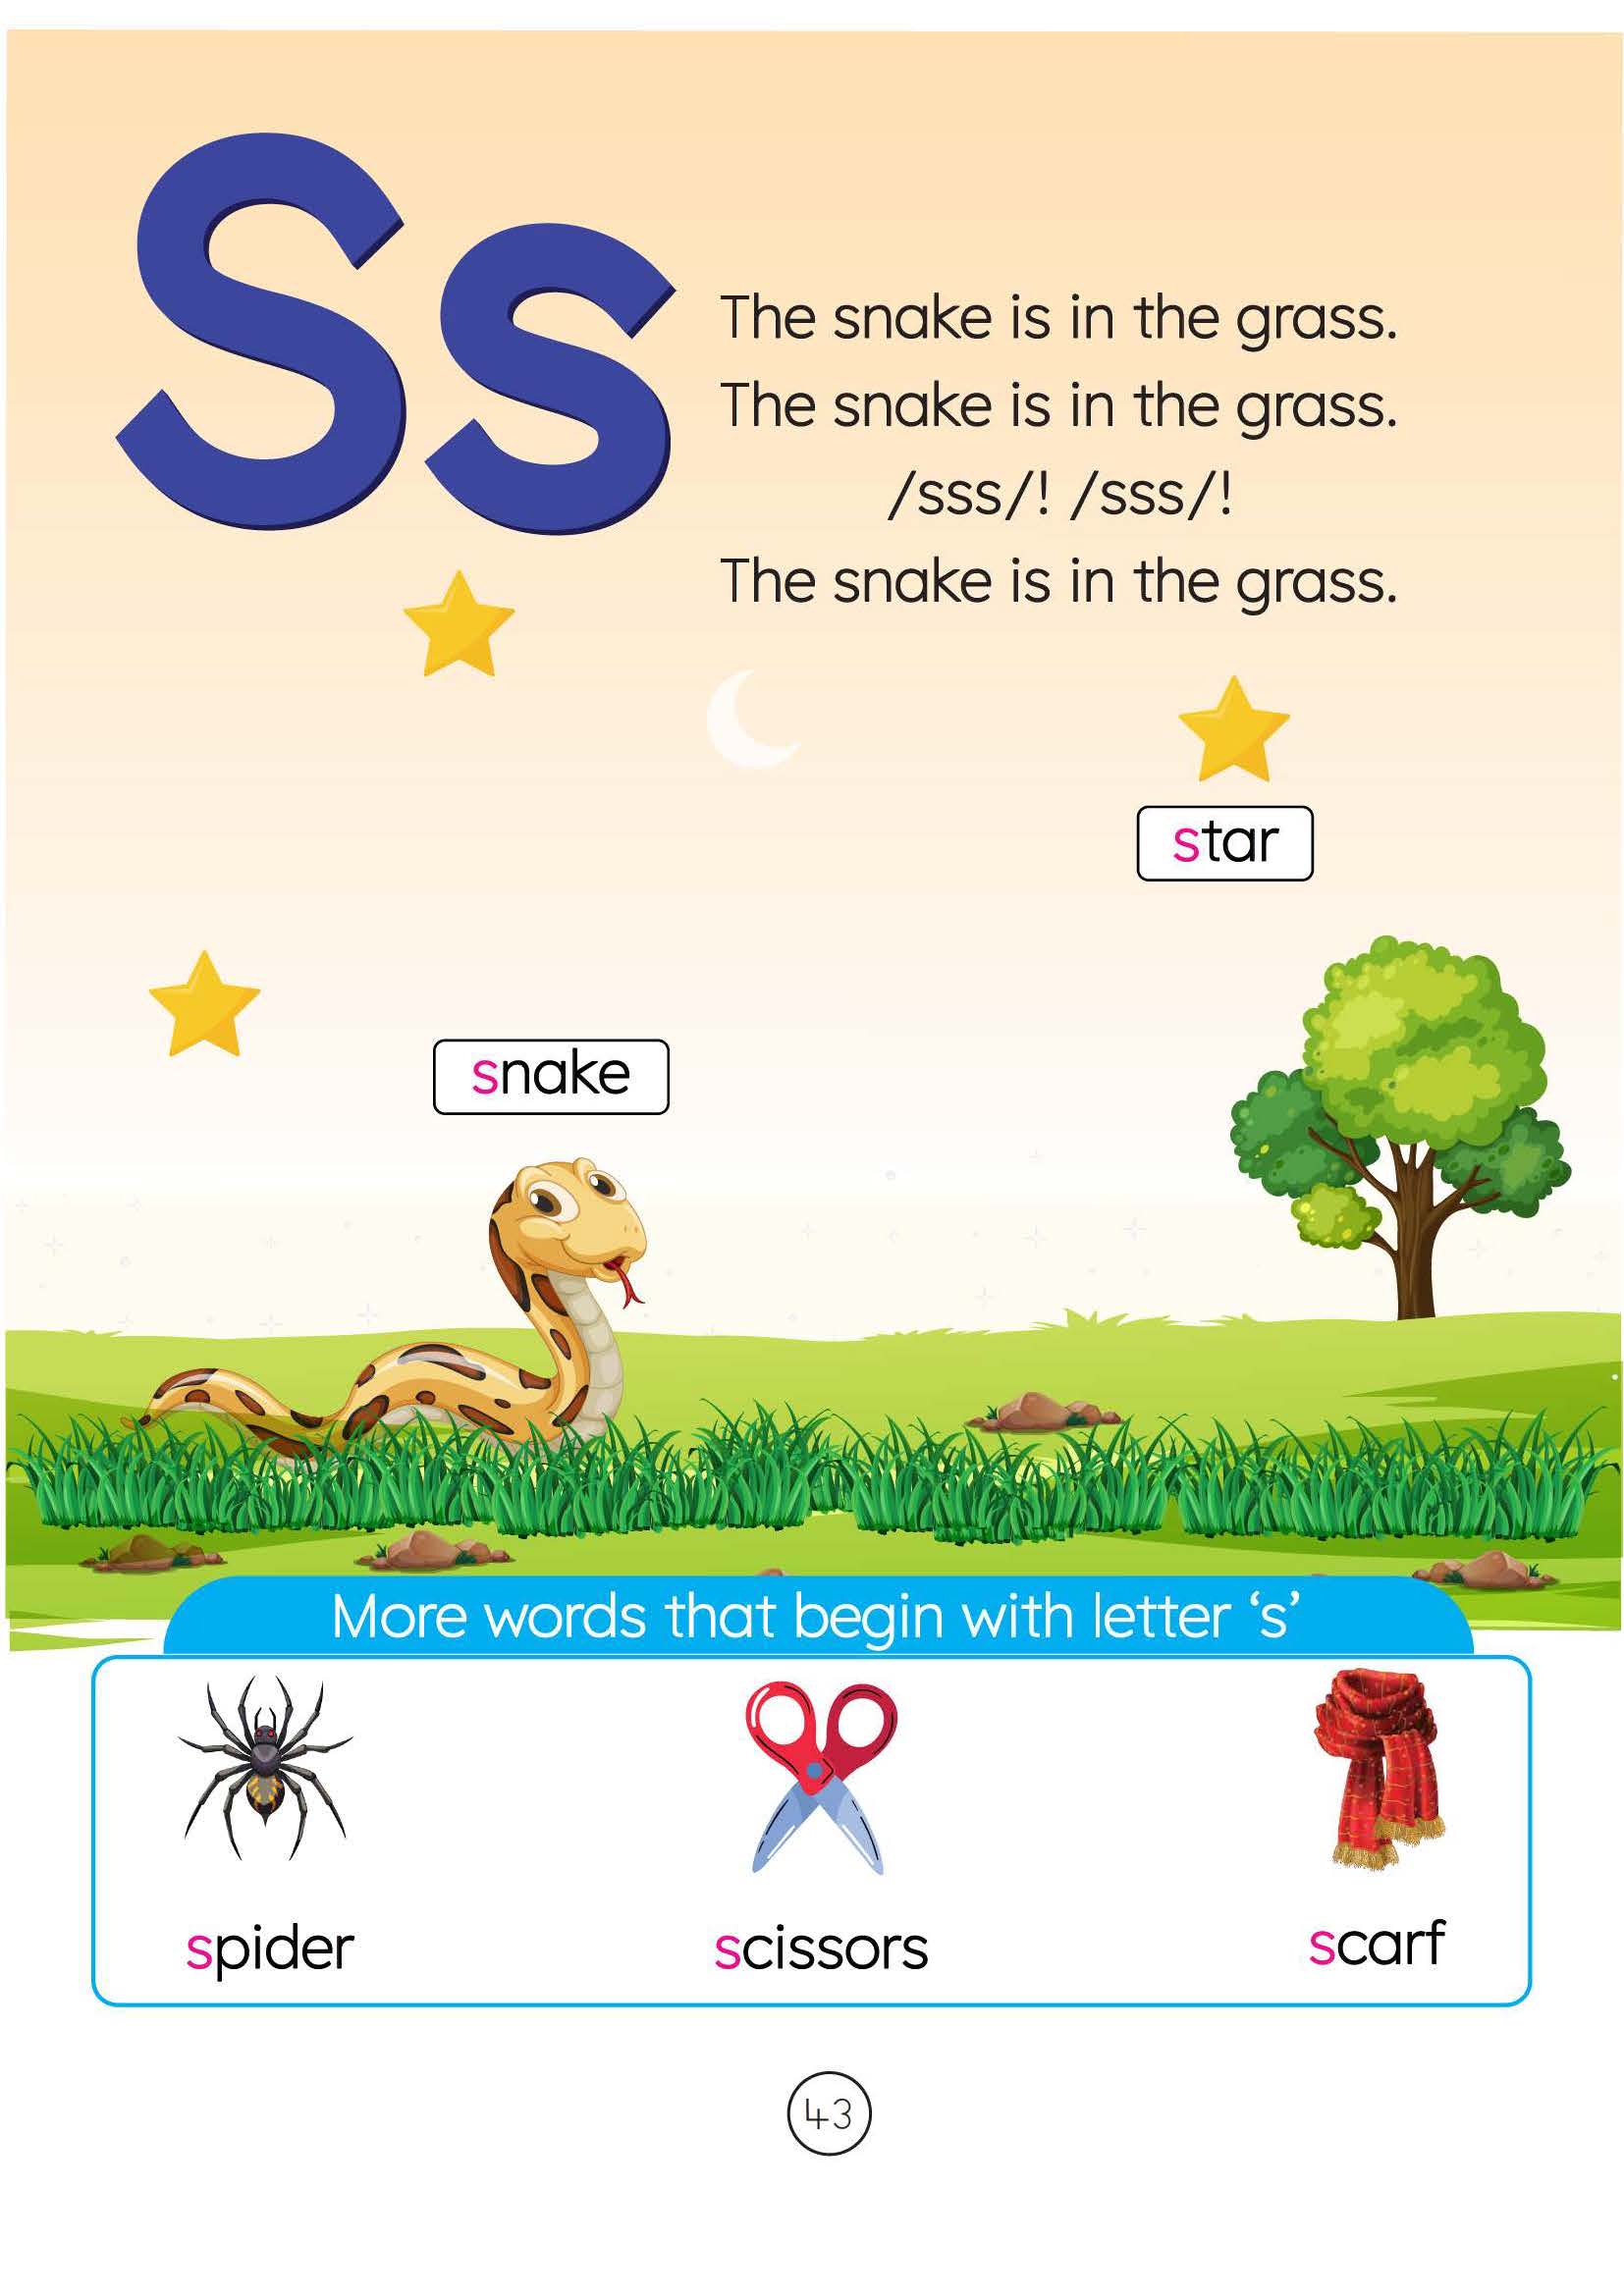 Ss
The snake is in the grass.
The snake is in the grass.
/sss/! /sss/!
The snake is in the grass.
star
snake
More words that begin with letter ‘s’
spider
scissors
scarf
43